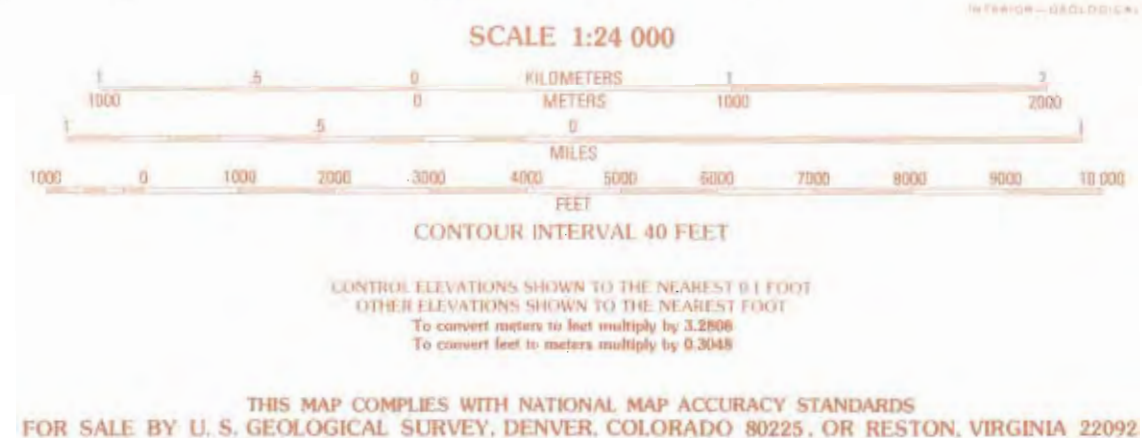 INTERIOR—GEOLOGICAL
SCALE 1:24 000
1 .5 0 KILOMETERS 1 2
1000 0 METERS 1000 2000
1 .5 0 1
MILES
1000 0 1000 2000 3000 4000 5000 6000 7000 8000 9000 10 000
FEET
CONTOUR INTERVAL 40 FEET
CONTROL ELEVATIONS SHOWN TO THE NEAREST 0.1 FOOT
OTHER ELEVATIONS SHOWN TO THE NEAREST FOOT
To convert meters to feet multiply by 3.2808
To convert feet to meters multiply by 0.3048
THIS MAP COMPLIES WITH NATIONAL MAP ACCURACY STANDARDS
FOR SALE BY U. S. GEOLOGICAL SURVEY, DENVER, COLORADO 80225, OR RESTON, VIRGINIA 22092